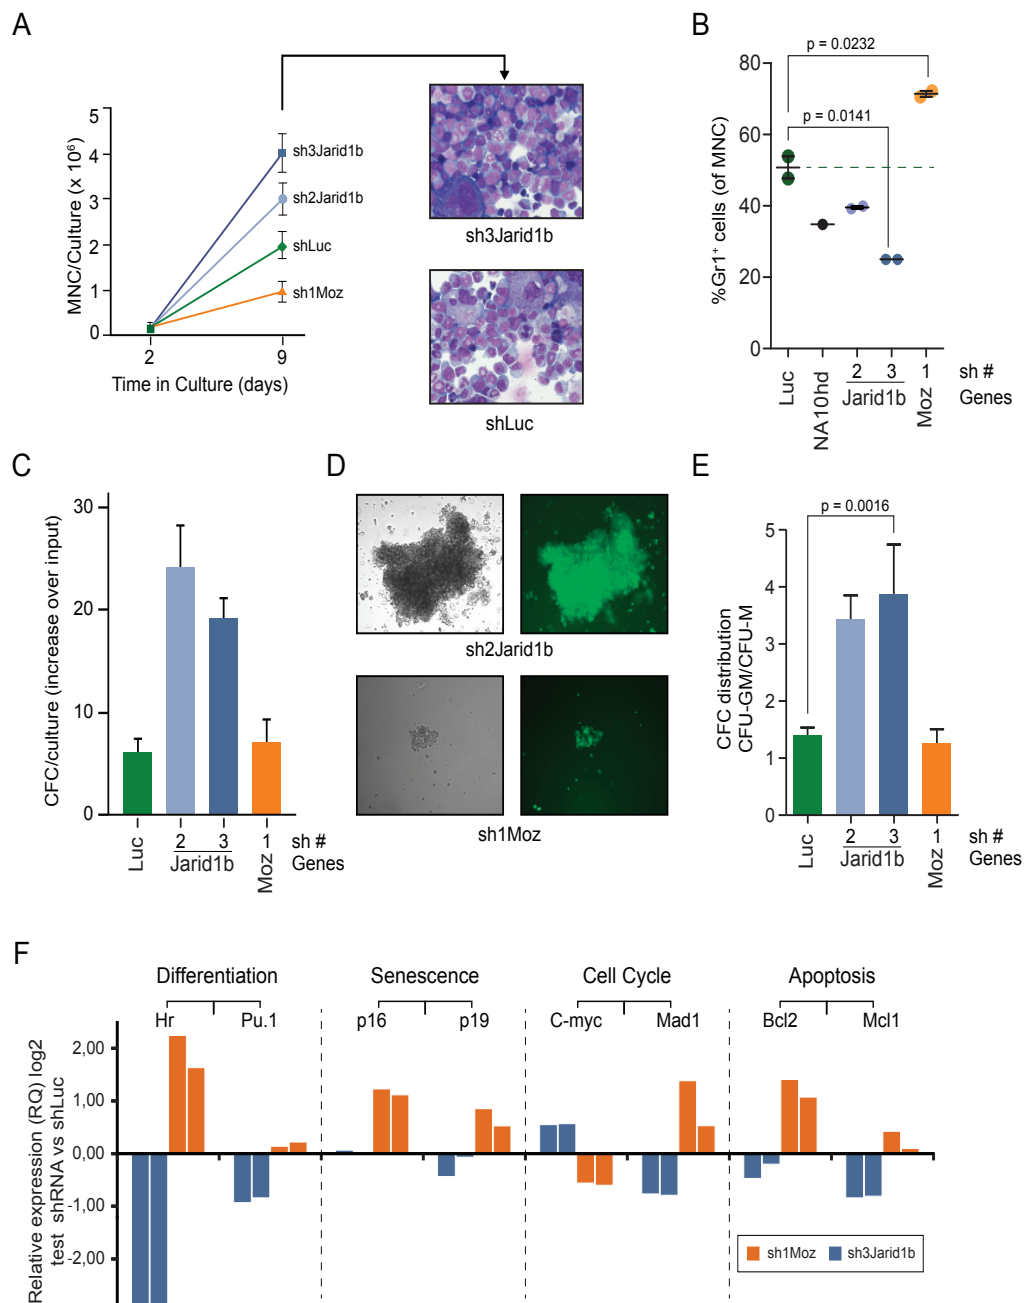 A
MNC/Culture (x 10⁶)
5
4
3
2
1
0
2
9
Time in Culture (days)
sh3Jarid1b
sh2Jarid1b
shLuc
sh1Moz
sh3Jarid1b
shLuc
B
%Gr1⁺ cells (of MNC)
80
60
40
20
0
p = 0.0232
p = 0.0141
2 3 1 sh #
Luc NA10hd Jarid1b Moz Genes
C
CFC/culture (increase over input)
30
20
10
0
2 3 1 sh #
Luc Jarid1b Moz Genes
D
sh2Jarid1b
sh1Moz
E
CFC distribution
CFU-GM/CFU-M
5
4
3
2
1
0
p = 0.0016
2 3 1 sh #
Luc Jarid1b Moz Genes
F
Differentiation Senescence Cell Cycle Apoptosis
Hr Pu.1 p16 p19 C-myc Mad1 Bcl2 Mcl1
Relative expression (RQ) log2
test shRNA vs shLuc
2,00
1,00
0,00
-1,00
-2,00
sh1Moz sh3Jarid1b